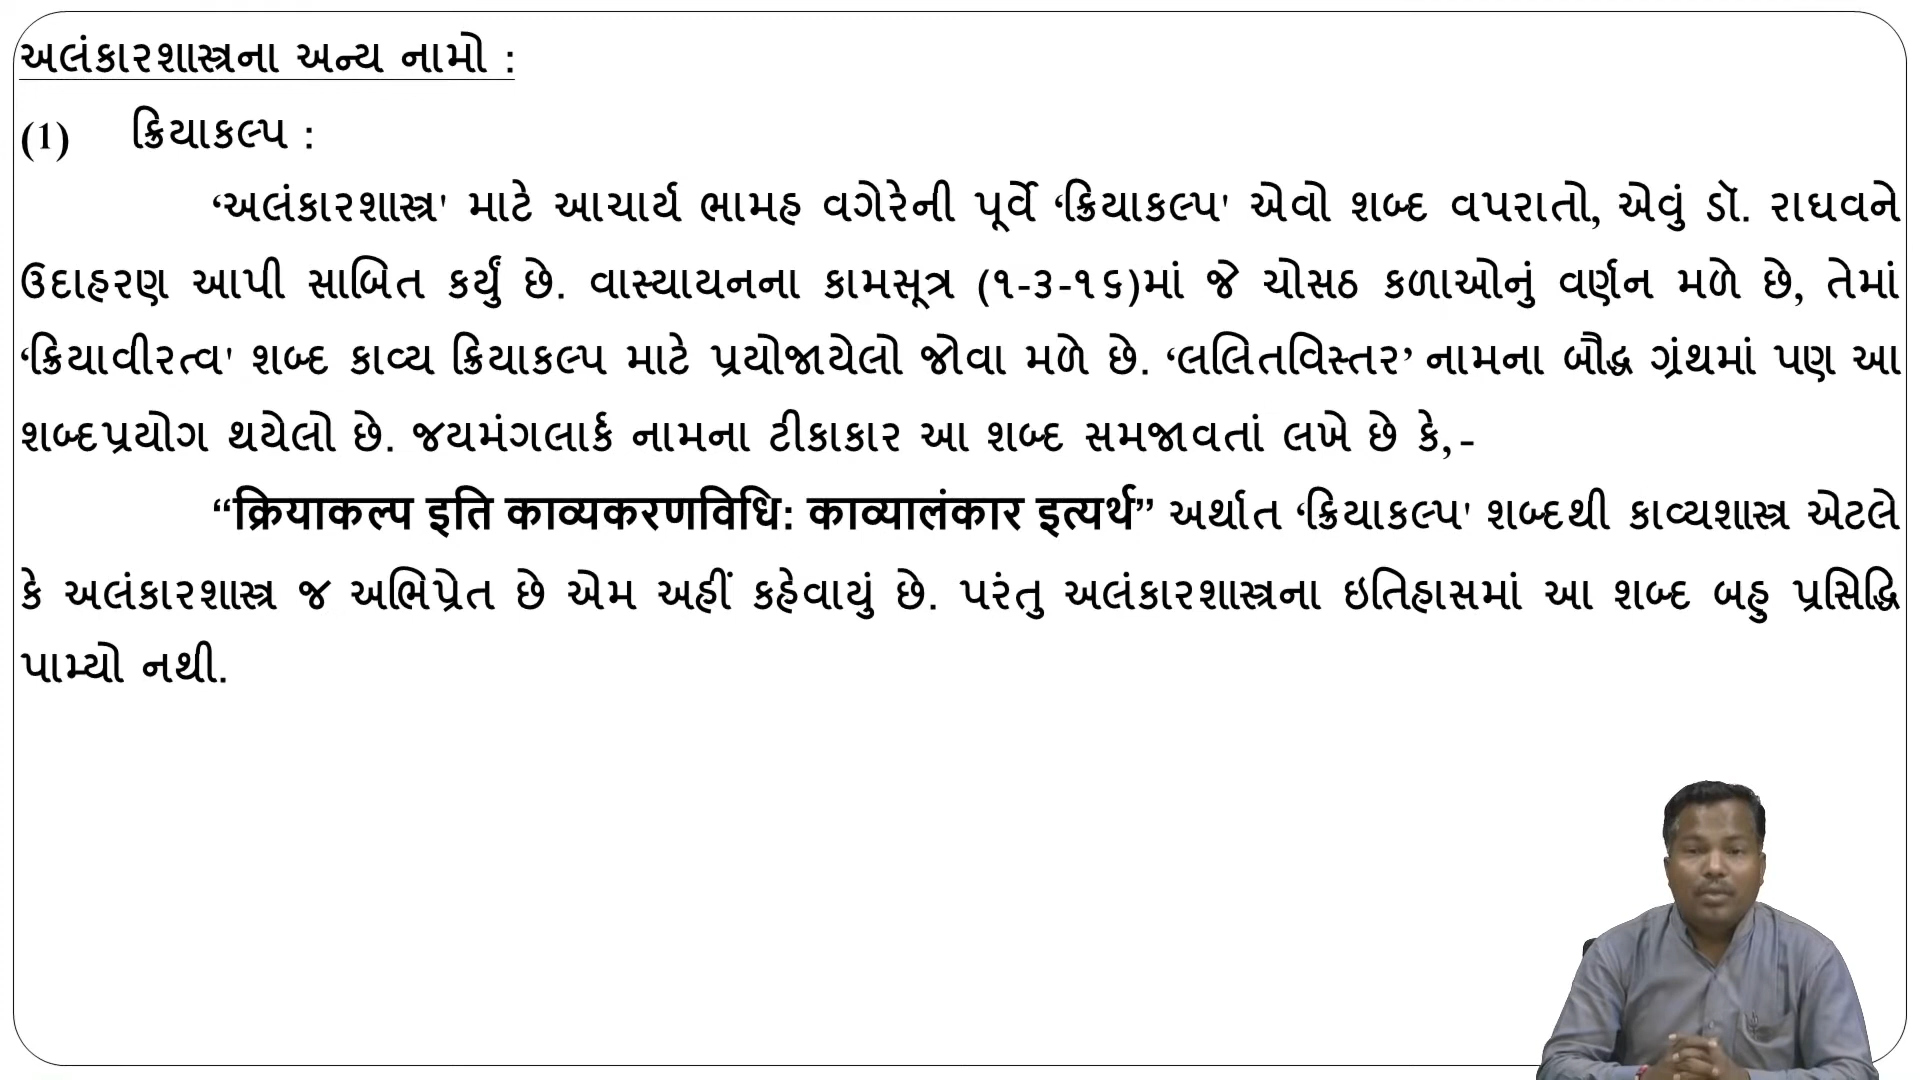 અલંકારશાસ્ત્રના અન્ય નામો :
(1) ક્રિયાકલ્પ :
‘અલંકારશાસ્ત્ર' માટે આચાર્ય ભામહ વગેરેની પૂર્વે ‘ક્રિયાકલ્પ' એવો શબ્દ વપરાતો, એવું ડૉ. રાઘવને
ઉદાહરણ આપી સાબિત કર્યું છે. વાસ્યાયનના કામસૂત્ર (૧-૩-૧૬)માં જે ચોસઠ કળાઓનું વર્ણન મળે છે, તેમાં
‘ક્રિયાવીરત્વ' શબ્દ કાવ્ય ક્રિયાકલ્પ માટે પ્રયોજાયેલો જોવા મળે છે. ‘લલિતવિસ્તર’ નામના બૌદ્ધ ગ્રંથમાં પણ આ
શબ્દપ્રયોગ થયેલો છે. જયમંગલાર્ક નામના ટીકાકાર આ શબ્દ સમજાવતાં લખે છે કે, -
“क्रियाकल्प इति काव्यकरणविधि: काव्यालंकार इत्यर्थ” અર્થાત ‘ક્રિયાકલ્પ' શબ્દથી કાવ્યશાસ્ત્ર એટલે
કે અલંકારશાસ્ત્ર જ અભિપ્રેત છે એમ અહીં કહેવાયું છે. પરંતુ અલંકારશાસ્ત્રના ઇતિહાસમાં આ શબ્દ બહુ પ્રસિદ્ધિ
પામ્યો નથી.